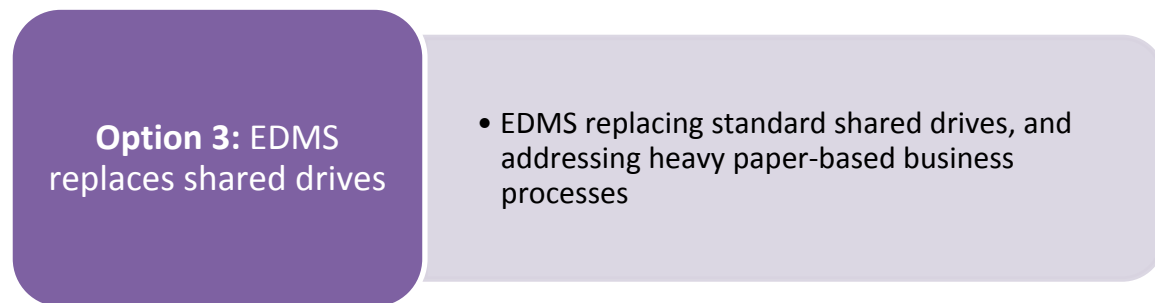 Option 3: EDMS
replaces shared drives
• EDMS replacing standard shared drives, and
addressing heavy paper-based business
processes